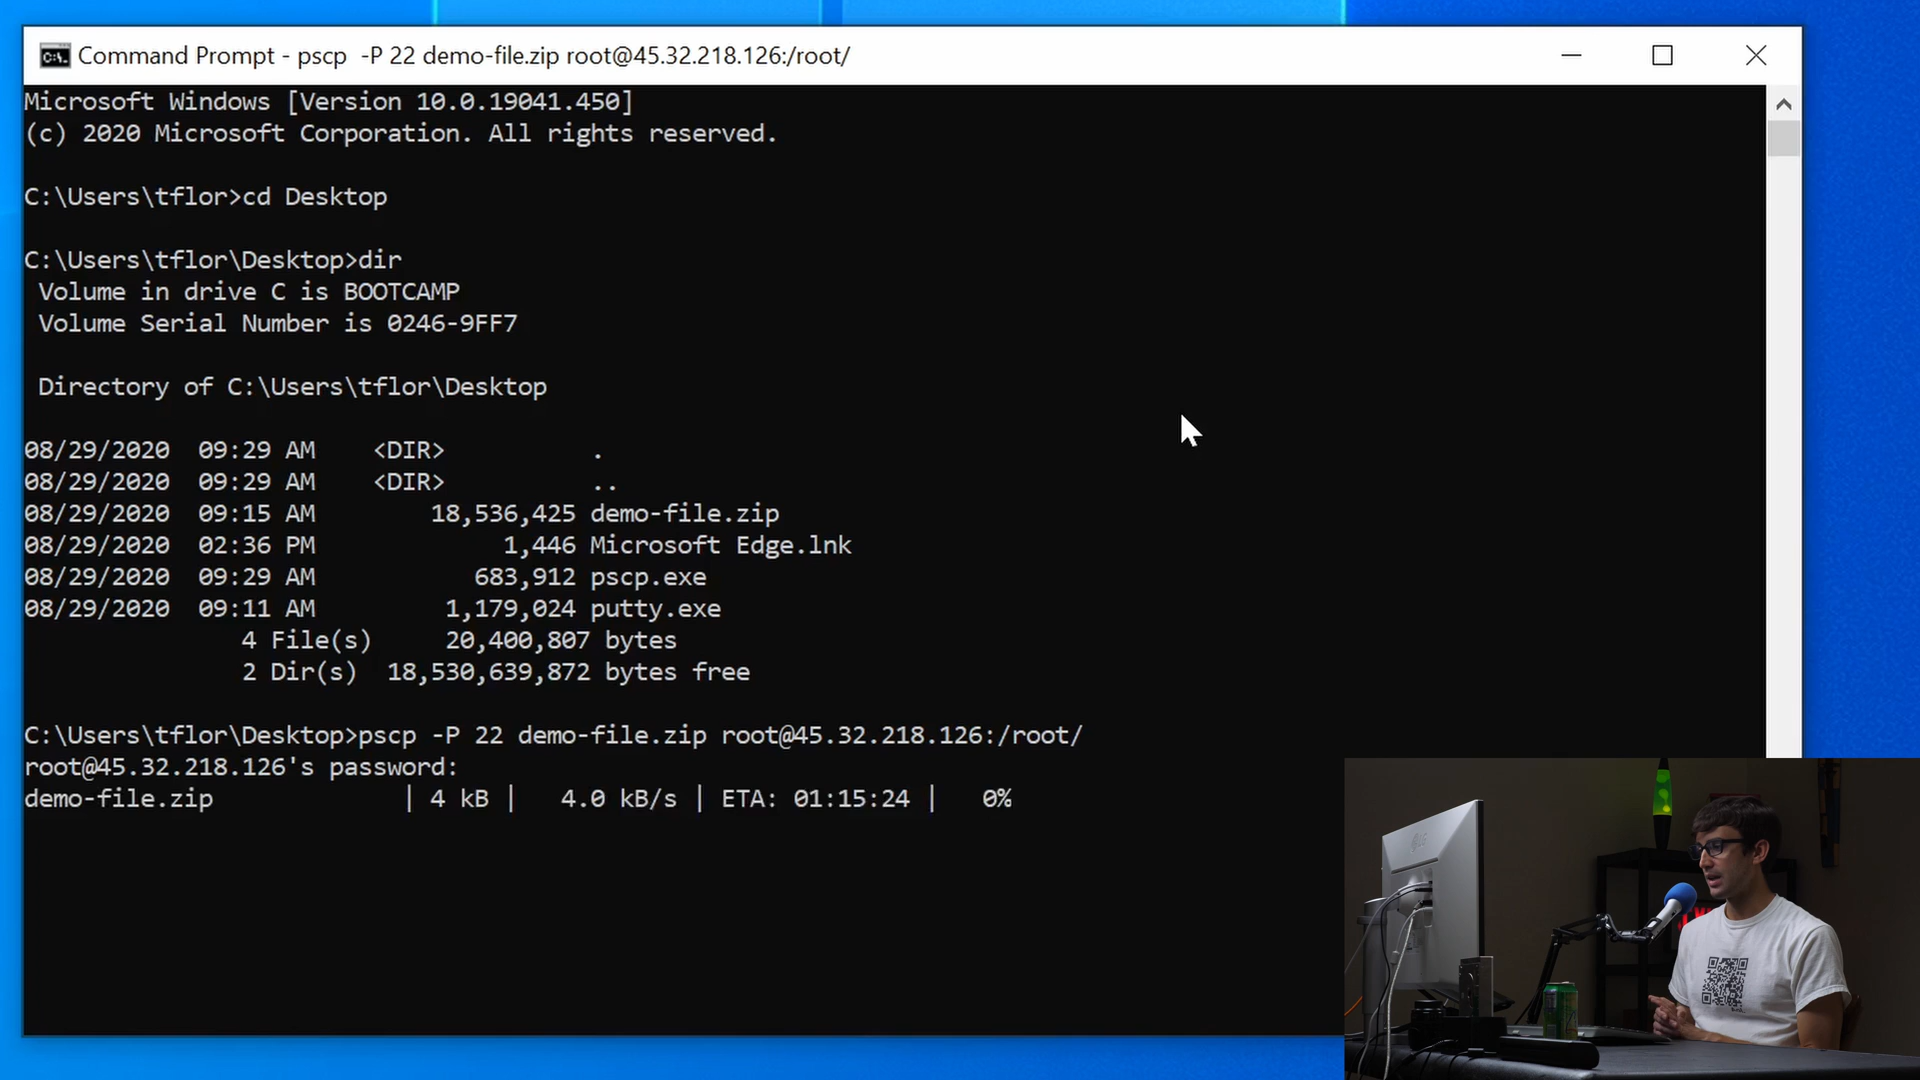 Command Prompt - pscp -P 22 demo-file.zip root@45.32.218.126:/root/
Microsoft Windows [Version 10.0.19041.450]
(c) 2020 Microsoft Corporation. All rights reserved.
C:\Users\tflor>cd Desktop
C:\Users\tflor\Desktop>dir
Volume in drive C is BOOTCAMP
Volume Serial Number is 0246-9FF7
Directory of C:\Users\tflor\Desktop
08/29/2020 09:29 AM <DIR> .
08/29/2020 09:29 AM <DIR> ..
08/29/2020 09:15 AM 18,536,425 demo-file.zip
08/29/2020 02:36 PM 1,446 Microsoft Edge.lnk
08/29/2020 09:29 AM 683,912 pscp.exe
08/29/2020 09:11 AM 1,179,024 putty.exe
4 File(s) 20,400,807 bytes
2 Dir(s) 18,530,639,872 bytes free
C:\Users\tflor\Desktop>pscp -P 22 demo-file.zip root@45.32.218.126:/root/
root@45.32.218.126's password:
demo-file.zip | 4 kB | 4.0 kB/s | ETA: 01:15:24 | 0%
LG